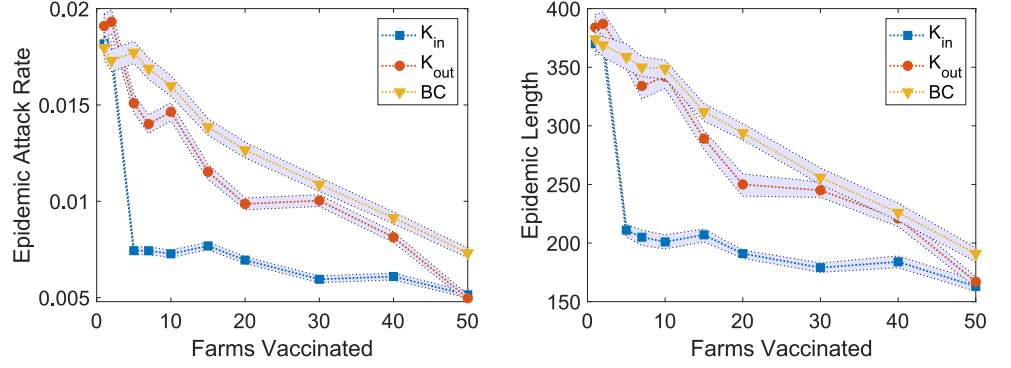 0.02
0.015
0.01
0.005
Epidemic Attack Rate
0 10 20 30 40 50
Farms Vaccinated
K_in
K_out
BC
400
350
300
250
200
150
Epidemic Length
0 10 20 30 40 50
Farms Vaccinated
K_in
K_out
BC